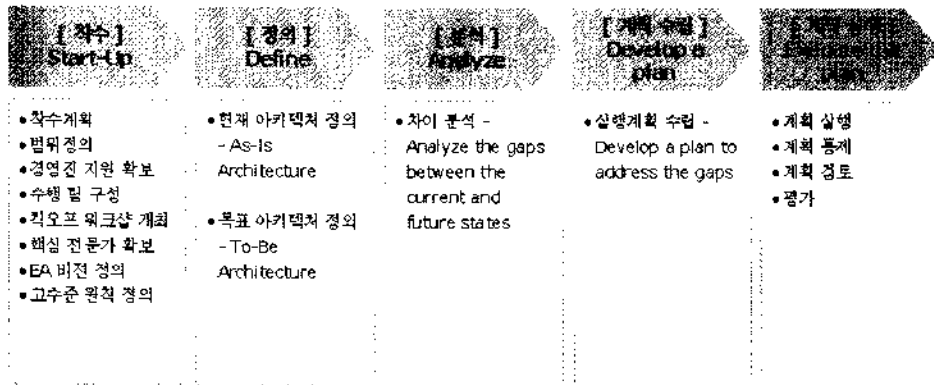 [ 착수 ]
Start-Up
[ 정의 ]
Define
[ 분석 ]
Analyze
[ 계획 수립 ]
Develop a
plan
plan
• 착수계획
• 범위정의
• 경영진 지원 확보
• 수행 팀 구성
• 킥오프 워크샵 개최
• 핵심 전문가 확보
• EA 비전 정의
• 고수준 원칙 정의
• 현재 아키텍처 정의
- As-Is
Architecture
• 목표 아키텍처 정의
- To-Be
Architecture
• 차이 분석 -
Analyze the gaps
between the
current and
future states
• 실행계획 수립 -
Develop a plan to
address the gaps
• 계획 실행
• 계획 통제
• 계획 검토
• 평가